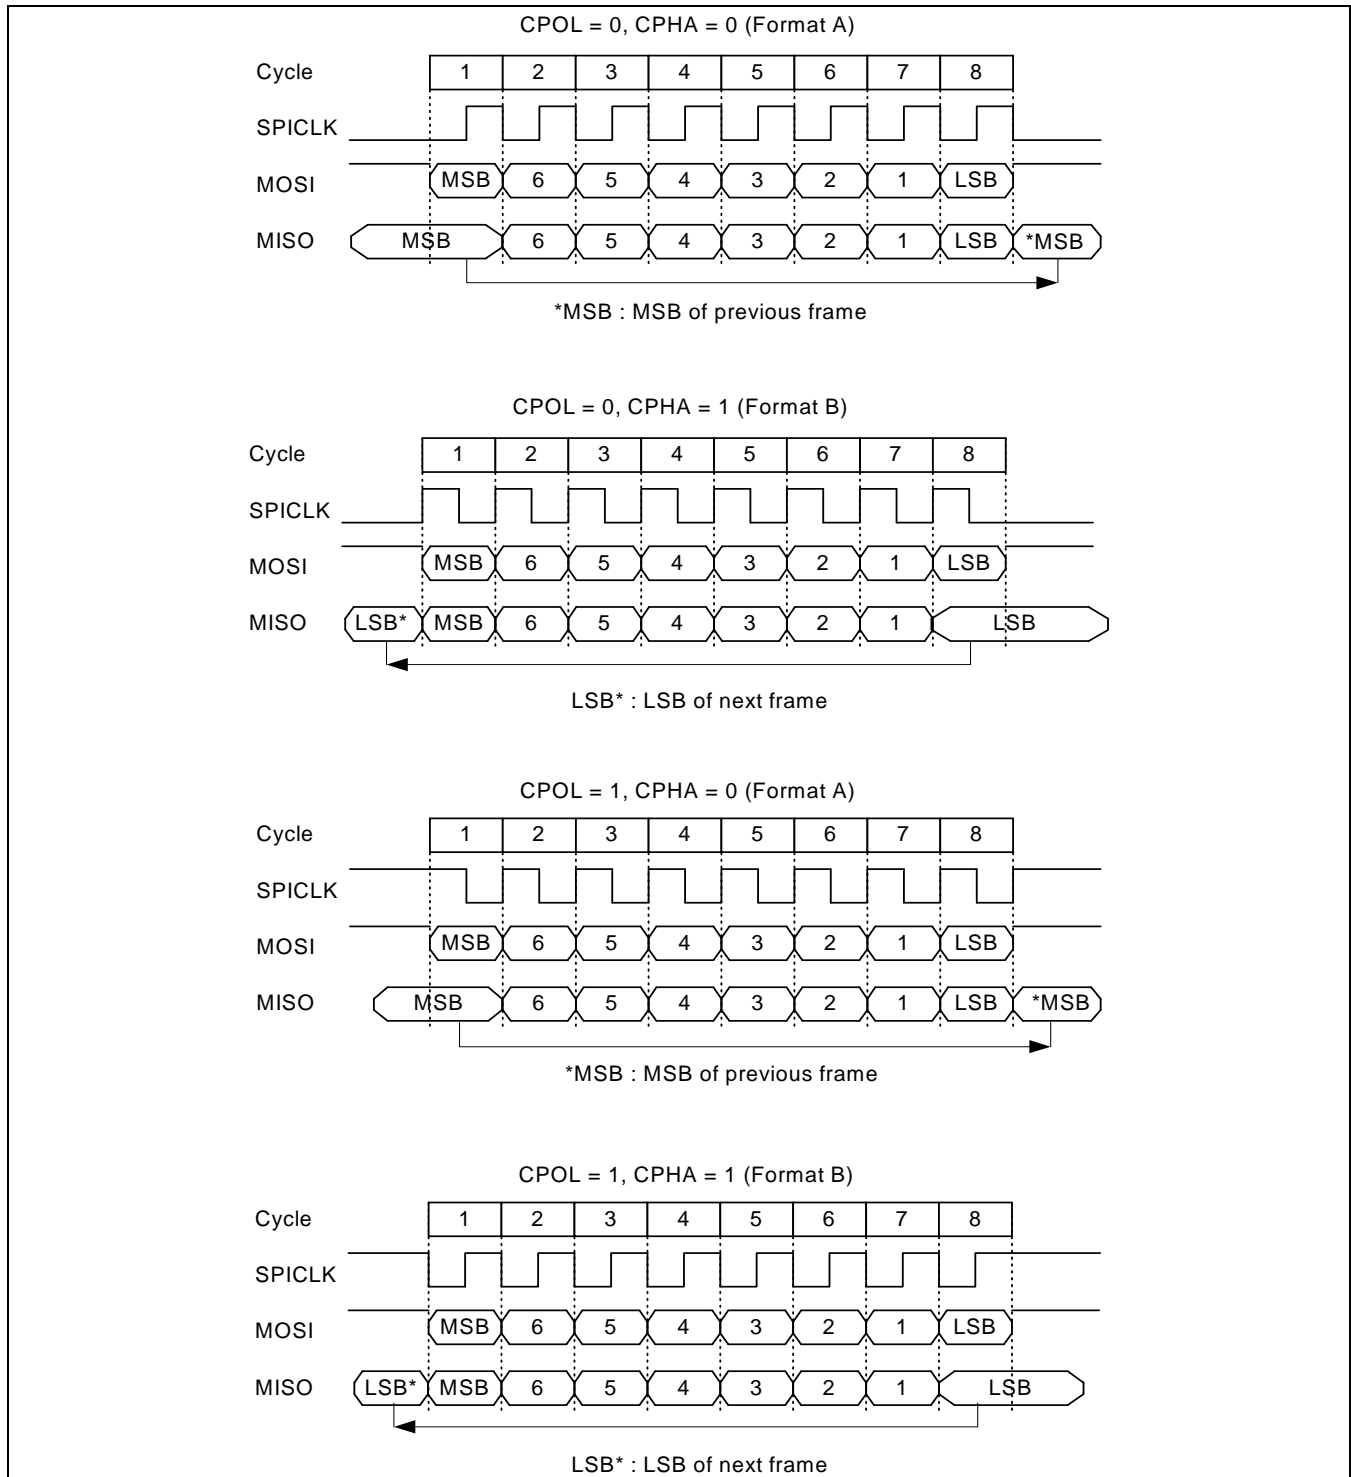 CPOL = 0, CPHA = 0 (Format A)
Cycle 1 2 3 4 5 6 7 8
SPICLK
MOSI MSB 6 5 4 3 2 1 LSB
MISO MSB 6 5 4 3 2 1 LSB *MSB
*MSB : MSB of previous frame
CPOL = 0, CPHA = 1 (Format B)
Cycle 1 2 3 4 5 6 7 8
SPICLK
MOSI MSB 6 5 4 3 2 1 LSB
MISO LSB* MSB 6 5 4 3 2 1 LSB
LSB* : LSB of next frame
CPOL = 1, CPHA = 0 (Format A)
Cycle 1 2 3 4 5 6 7 8
SPICLK
MOSI MSB 6 5 4 3 2 1 LSB
MISO MSB 6 5 4 3 2 1 LSB *MSB
*MSB : MSB of previous frame
CPOL = 1, CPHA = 1 (Format B)
Cycle 1 2 3 4 5 6 7 8
SPICLK
MOSI MSB 6 5 4 3 2 1 LSB
MISO LSB* MSB 6 5 4 3 2 1 LSB
LSB* : LSB of next frame